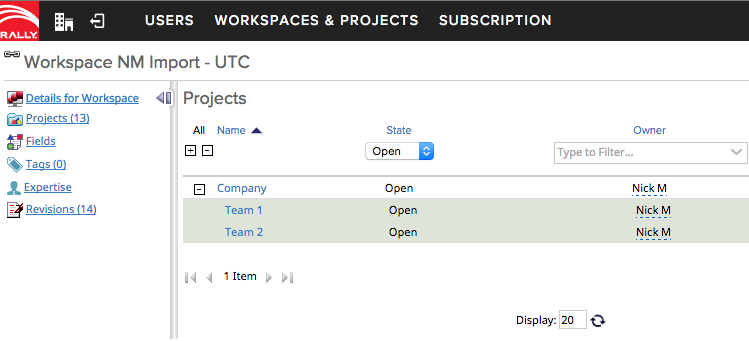 RALLY
USERS WORKSPACES & PROJECTS SUBSCRIPTION
Workspace NM Import - UTC
Details for Workspace
Projects (13)
Fields
Tags (0)
Expertise
Revisions (14)
Projects
All Name State Owner
Open Type to Filter...
Company Open Nick M
Team 1 Open Nick M
Team 2 Open Nick M
1 Item
Display: 20